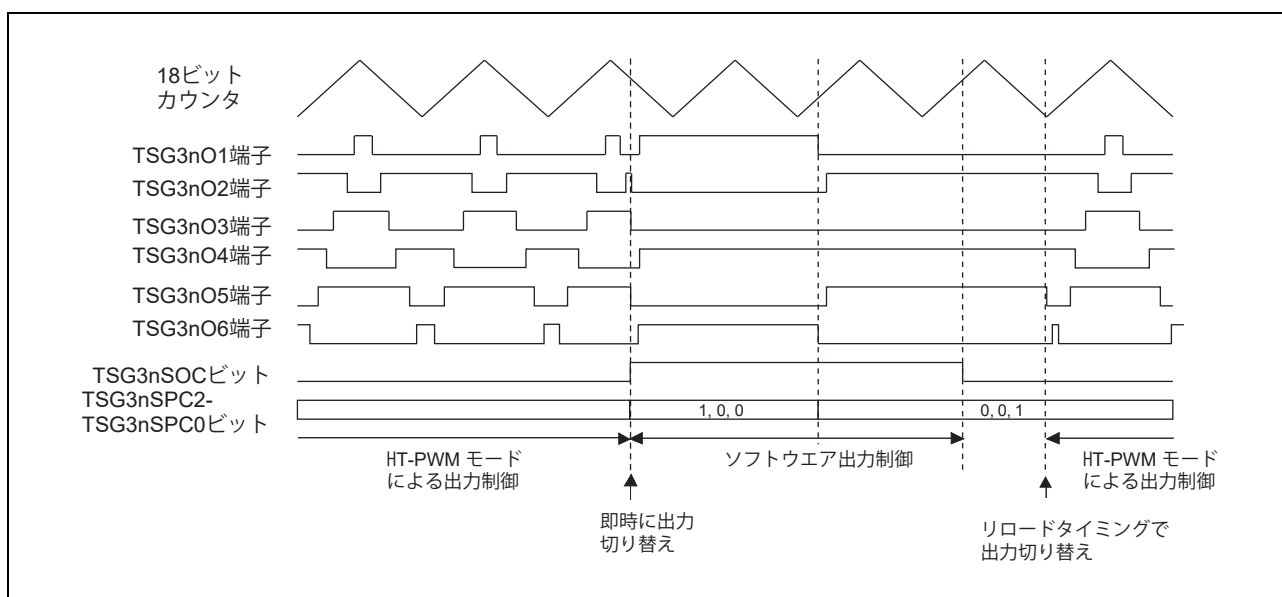 18ビット
カウンタ
TSG3nO1端子
TSG3nO2端子
TSG3nO3端子
TSG3nO4端子
TSG3nO5端子
TSG3nO6端子
TSG3nSOCビット
TSG3nSPC2-
TSG3nSPC0ビット
1, 0, 0
0, 0, 1
HT-PWM モード
による出力制御
ソフトウエア出力制御
HT-PWM モード
による出力制御
即時に出力
切り替え
リロードタイミングで
出力切り替え